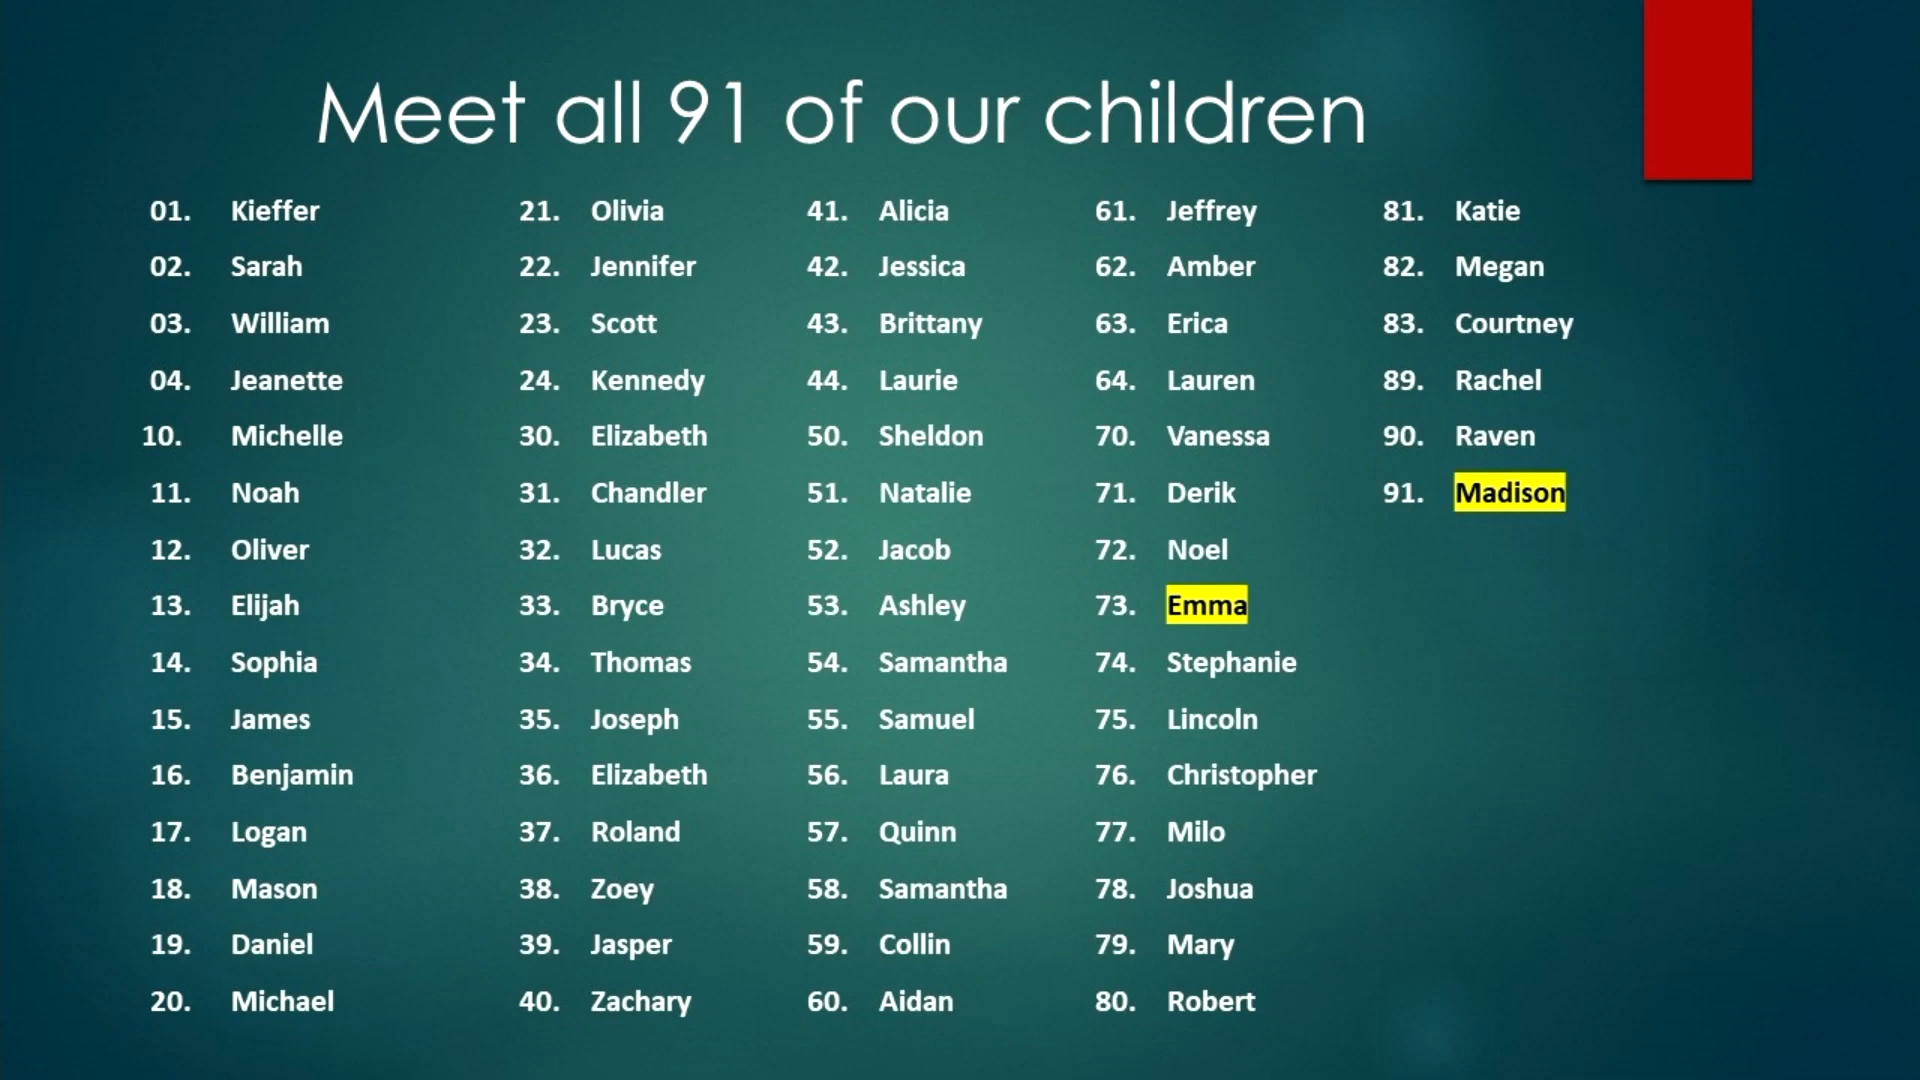 Meet all 91 of our children
01. Kieffer
02. Sarah
03. William
04. Jeanette
10. Michelle
11. Noah
12. Oliver
13. Elijah
14. Sophia
15. James
16. Benjamin
17. Logan
18. Mason
19. Daniel
20. Michael
21. Olivia
22. Jennifer
23. Scott
24. Kennedy
30. Elizabeth
31. Chandler
32. Lucas
33. Bryce
34. Thomas
35. Joseph
36. Elizabeth
37. Roland
38. Zoey
39. Jasper
40. Zachary
41. Alicia
42. Jessica
43. Brittany
44. Laurie
50. Sheldon
51. Natalie
52. Jacob
53. Ashley
54. Samantha
55. Samuel
56. Laura
57. Quinn
58. Samantha
59. Collin
60. Aidan
61. Jeffrey
62. Amber
63. Erica
64. Lauren
70. Vanessa
71. Derik
72. Noel
73. Emma
74. Stephanie
75. Lincoln
76. Christopher
77. Milo
78. Joshua
79. Mary
80. Robert
81. Katie
82. Megan
83. Courtney
89. Rachel
90. Raven
91. Madison